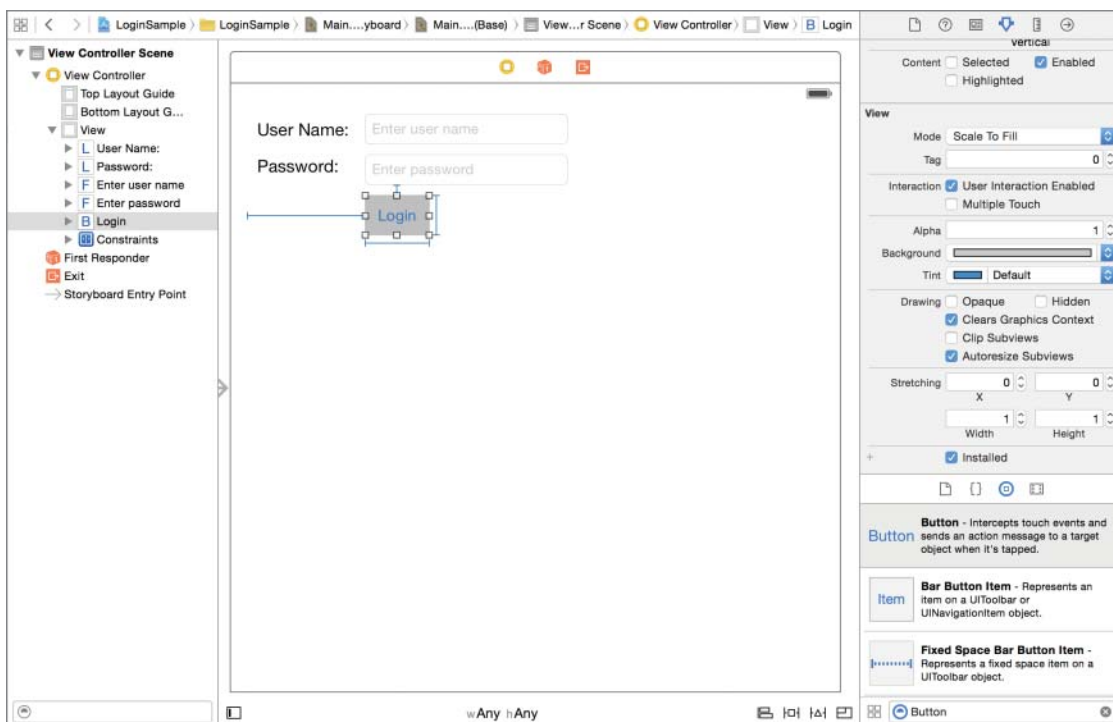 LoginSample
LoginSample
Main....yboard
Main....(Base)
View...r Scene
View Controller
View
B Login
View Controller Scene
View Controller
Top Layout Guide
Bottom Layout G...
View
L User Name:
L Password:
F Enter user name
F Enter password
B Login
Constraints
First Responder
Exit
Storyboard Entry Point
User Name:
Enter user name
Password:
Enter password
Login
wAny hAny
Vertical
Content Selected Enabled
Highlighted
View
Mode Scale To Fill
Tag 0
Interaction User Interaction Enabled
Multiple Touch
Alpha 1
Background
Tint Default
Drawing Opaque Hidden
Clears Graphics Context
Clip Subviews
Autoresize Subviews
Stretching 0 0
X Y
1 1
Width Height
+ Installed
Button
Button - Intercepts touch events and
sends an action message to a target
object when it's tapped.
Item
Bar Button Item - Represents an
item on a UIToolbar or
UINavigationItem object.
Fixed Space Bar Button Item -
Represents a fixed space item on a
UIToolbar object.
Button